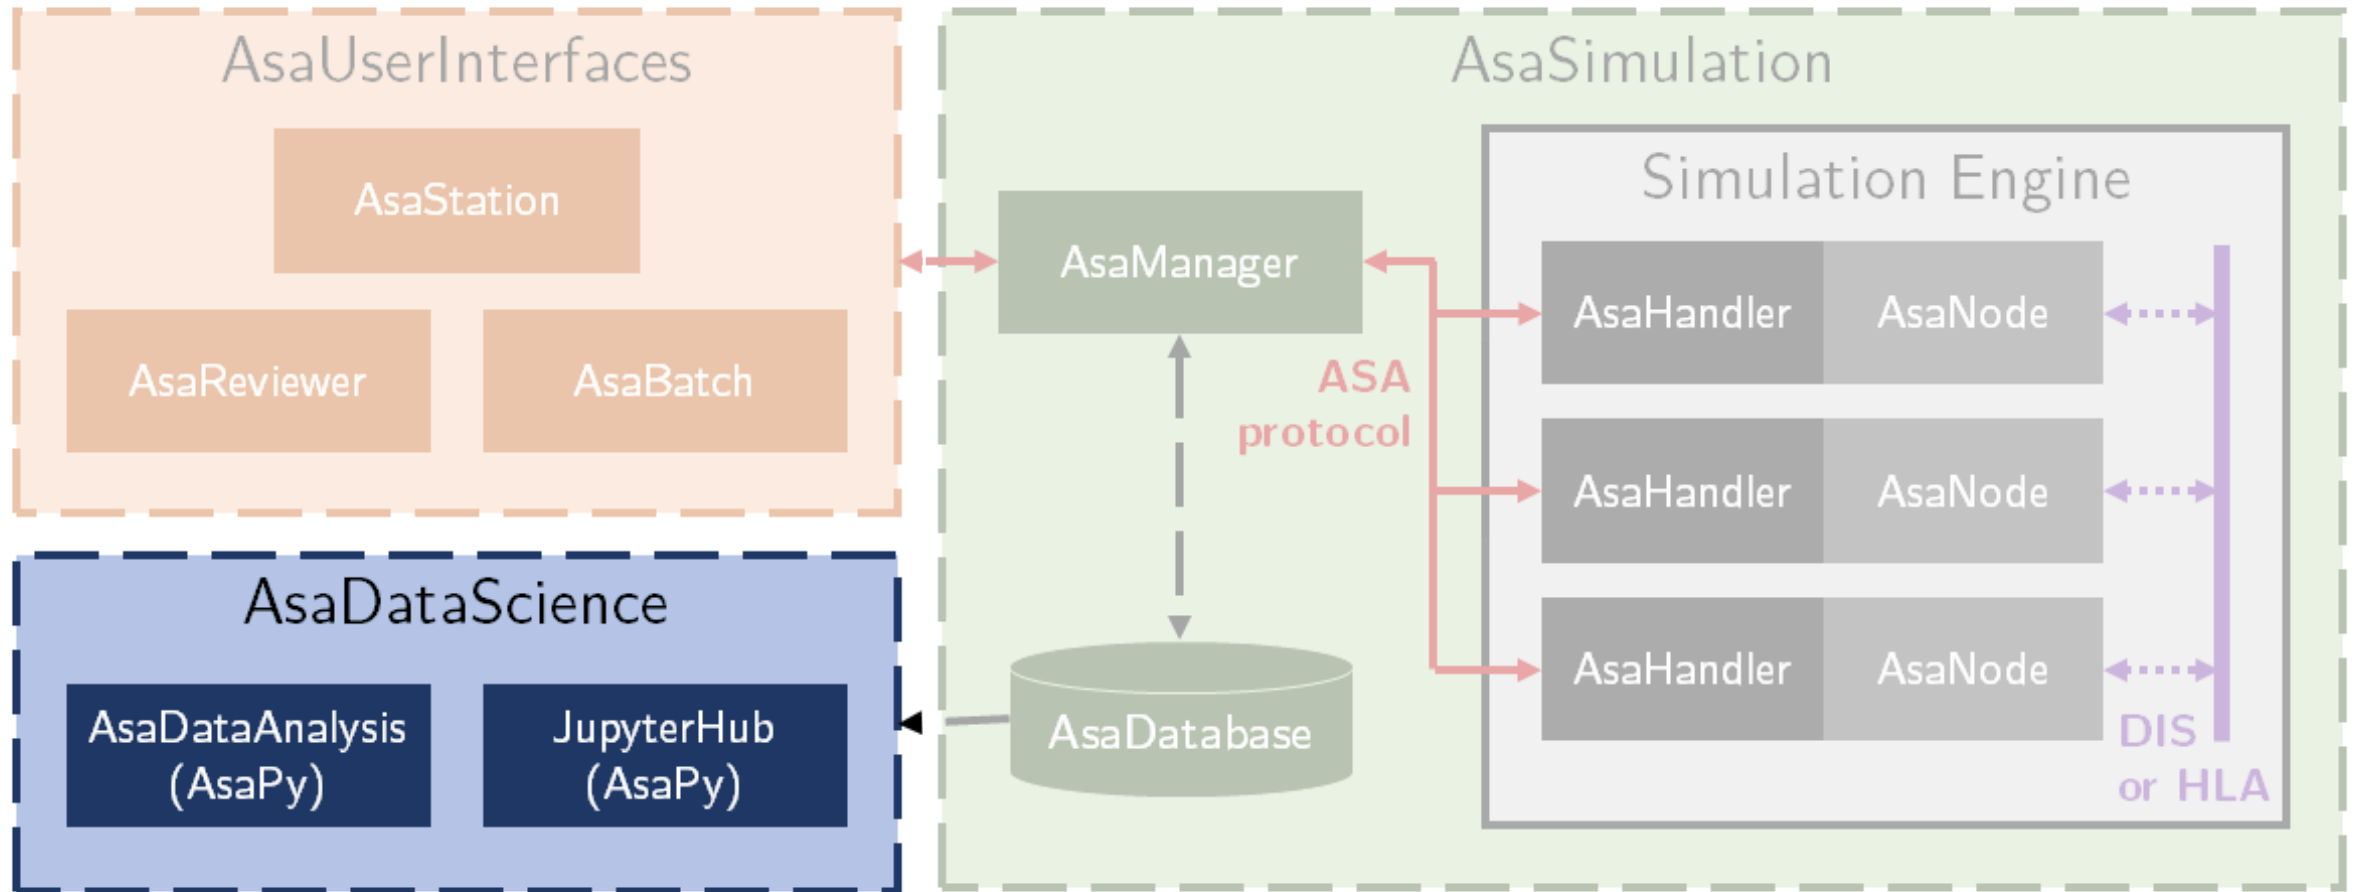 AsaUserInterfaces
AsaStation
AsaReviewer
AsaBatch
AsaDataScience
AsaDataAnalysis
(AsaPy)
JupyterHub
(AsaPy)
AsaSimulation
AsaManager
ASA
protocol
AsaDatabase
Simulation Engine
AsaHandler
AsaNode
AsaHandler
AsaNode
AsaHandler
AsaNode
DIS
or HLA